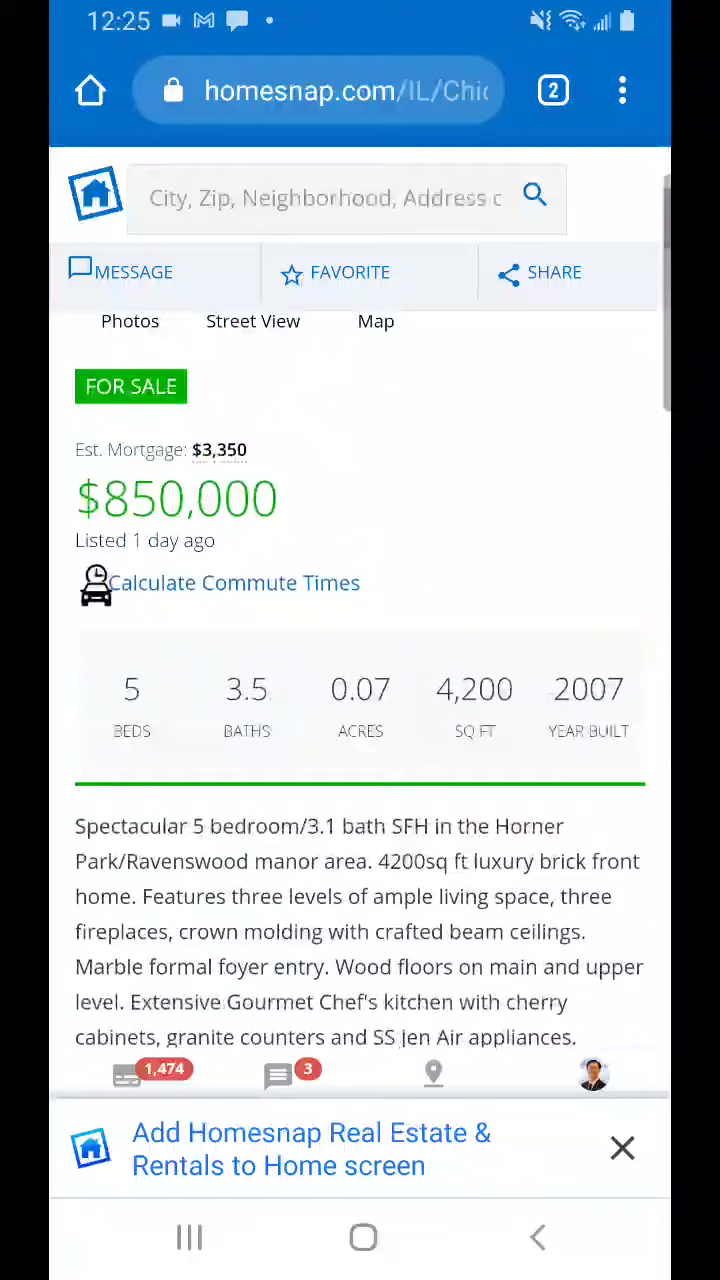 12:25
homesnap.com/IL/Chic
2
City, Zip, Neighborhood, Address c
MESSAGE
FAVORITE
SHARE
Photos
Street View
Map
FOR SALE
Est. Mortgage: $3,350
$850,000
Listed 1 day ago
Calculate Commute Times
5 3.5 0.07 4,200 2007
BEDS BATHS ACRES SQ FT YEAR BUILT
Spectacular 5 bedroom/3.1 bath SFH in the Horner
Park/Ravenswood manor area. 4200sq ft luxury brick front
home. Features three levels of ample living space, three
fireplaces, crown molding with crafted beam ceilings.
Marble formal foyer entry. Wood floors on main and upper
level. Extensive Gourmet Chef's kitchen with cherry
cabinets, granite counters and SS Jen Air appliances.
1,474
3
Add Homesnap Real Estate &
Rentals to Home screen